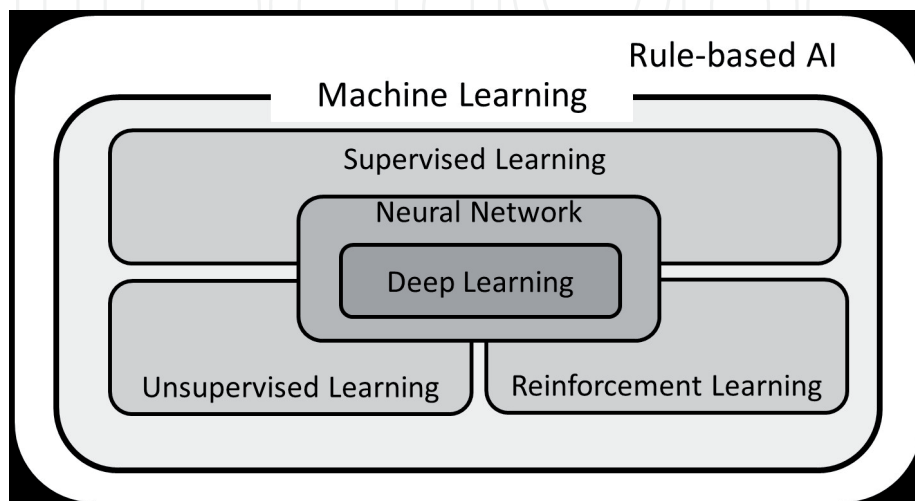 Rule-based AI
Machine Learning
Supervised Learning
Neural Network
Deep Learning
Unsupervised Learning
Reinforcement Learning